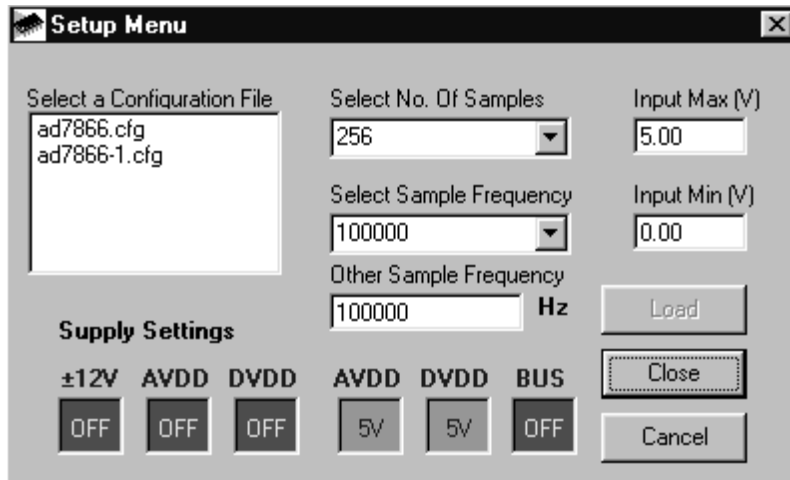 Setup Menu
Select a Configuration File
ad7866.cfg
ad7866-1.cfg
Select No. Of Samples
256
Select Sample Frequency
100000
Other Sample Frequency
100000 Hz
Input Max (V)
5.00
Input Min (V)
0.00
Supply Settings
±12V AVDD DVDD AVDD DVDD BUS
OFF OFF OFF 5V 5V OFF
Load
Close
Cancel